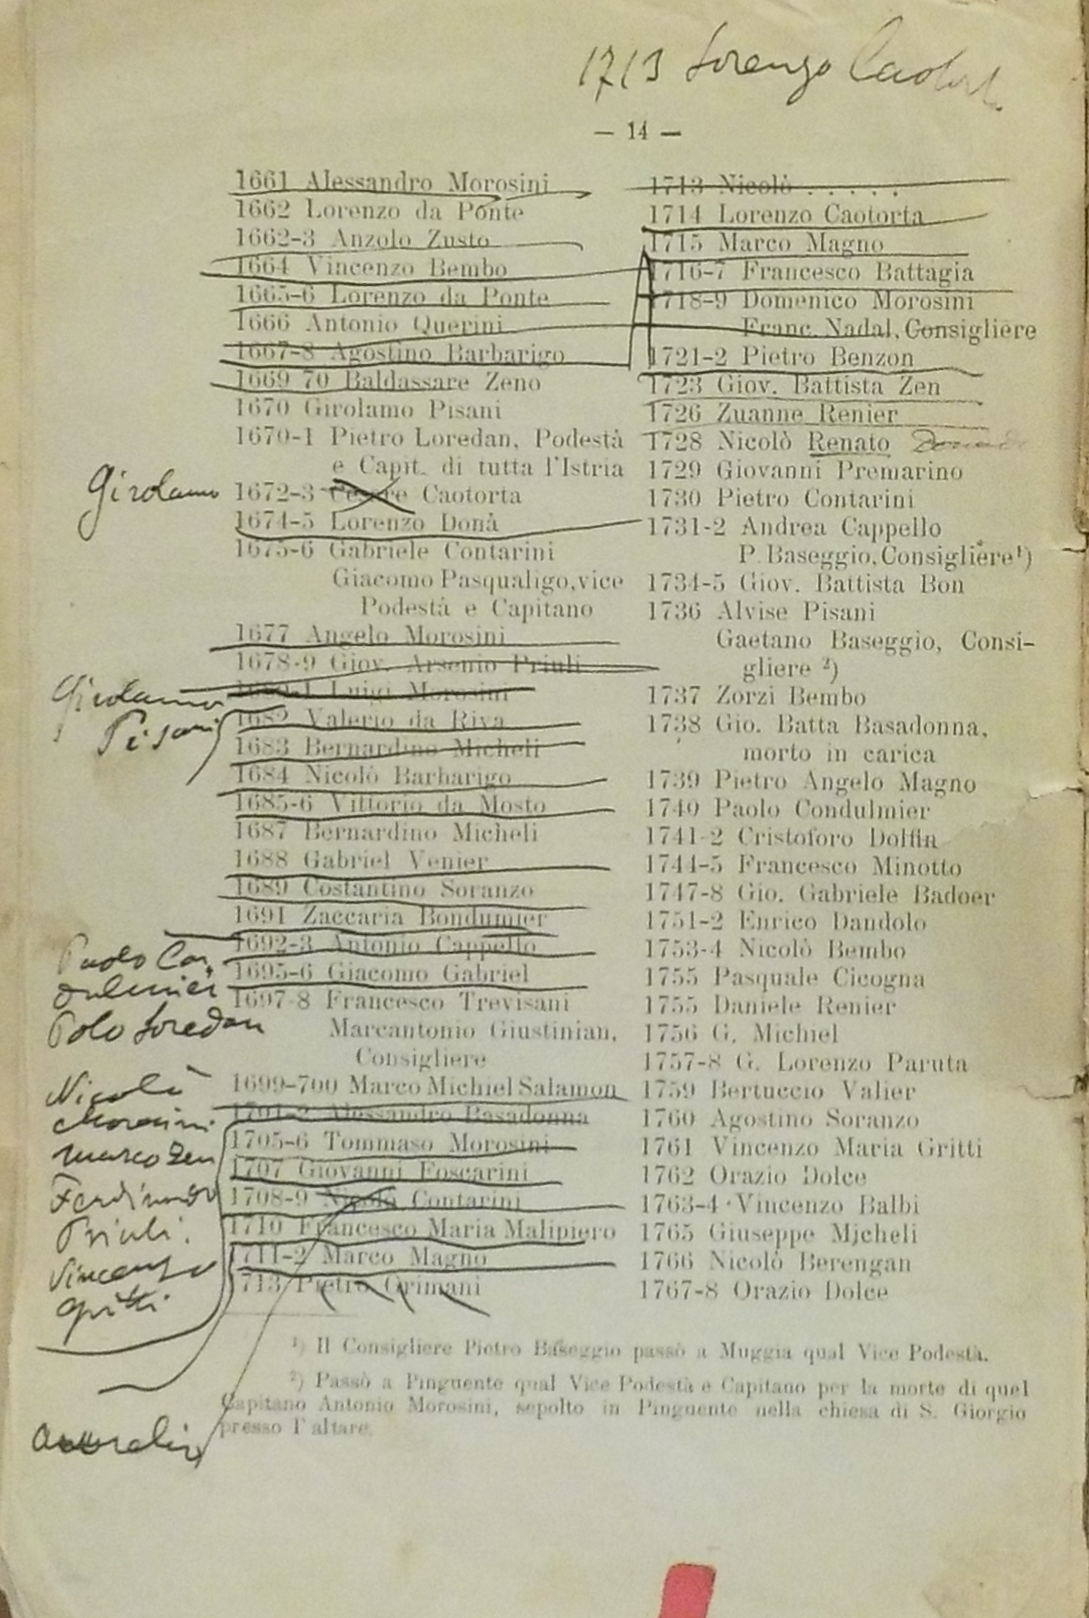 1713 Lorenzo Caotorta
— 14 —
1661 Alessandro Morosini
1662 Lorenzo da Ponte
1662-3 Anzolo Zusto
1664 Vincenzo Bembo
1665-6 Lorenzo da Ponte
1666 Antonio Querini
1667-8 Agostino Barbarigo
1669 70 Baldassare Zeno
1670 Girolamo Pisani
1670-1 Pietro Loredan, Podestà
e Capit. di tutta l'Istria
Girolamo
1672-3 Cesare Caotorta
1674-5 Lorenzo Donà
1675-6 Gabriele Contarini
Giacomo Pasqualigo, vice
Podestà e Capitano
1677 Angelo Morosini
1678-9 Giov. Arsenio Priuli
1680-1 Luigi Morosini
Girolamo
Pisani
1682 Valerio da Riva
1683 Bernardino Micheli
1684 Nicolò Barbarigo
1685-6 Vittorio da Mosto
1687 Bernardino Micheli
1688 Gabriel Venier
1689 Costantino Soranzo
1691 Zaccaria Bondumier
1692-3 Antonio Cappello
1695-6 Giacomo Gabriel
1697-8 Francesco Trevisani
Marcantonio Giustinian,
Consigliere
Paolo Con
dulmier
Polo Loredan
1699-700 Marco Michiel Salamon
1701-2 Alessandro Basadonna
1705-6 Tommaso Morosini
1707 Giovanni Foscarini
1708-9 Nicolò Contarini
1710 Francesco Maria Malipiero
1711-2 Marco Magno
1713 Pietro Grimani
Nicolò
Morosini
Marco Zen
Ferdinando
Priuli.
Vincenzo
Gritti
1713 Nicolò . . . . .
1714 Lorenzo Caotorta
1715 Marco Magno
1716-7 Francesco Battagia
1718-9 Domenico Morosini
Franc. Nadal, Consigliere
1721-2 Pietro Benzon
1723 Giov. Battista Zen
1726 Zuanne Renier
1728 Nicolò Renato
1729 Giovanni Premarino
1730 Pietro Contarini
1731-2 Andrea Cappello
P. Baseggio, Consigliere ¹)
1734-5 Giov. Battista Bon
1736 Alvise Pisani
Gaetano Baseggio, Consi-
gliere ²)
1737 Zorzi Bembo
1738 Gio. Batta Basadonna,
morto in carica
1739 Pietro Angelo Magno
1740 Paolo Condulmier
1741-2 Cristoforo Dolfin
1744-5 Francesco Minotto
1747-8 Gio. Gabriele Badoer
1751-2 Enrico Dandolo
1753-4 Nicolò Bembo
1755 Pasquale Cicogna
1755 Daniele Renier
1756 G. Michiel
1757-8 G. Lorenzo Paruta
1759 Bertuccio Valier
1760 Agostino Soranzo
1761 Vincenzo Maria Gritti
1762 Orazio Dolce
1763-4 Vincenzo Balbi
1765 Giuseppe Micheli
1766 Nicolò Berengan
1767-8 Orazio Dolce
¹) Il Consigliere Pietro Baseggio passò a Muggia qual Vice Podestà.
²) Passò a Pinguente qual Vice Podestà e Capitano per la morte di quel
Capitano Antonio Morosini, sepolto in Pinguente nella chiesa di S. Giorgio
presso l'altare.